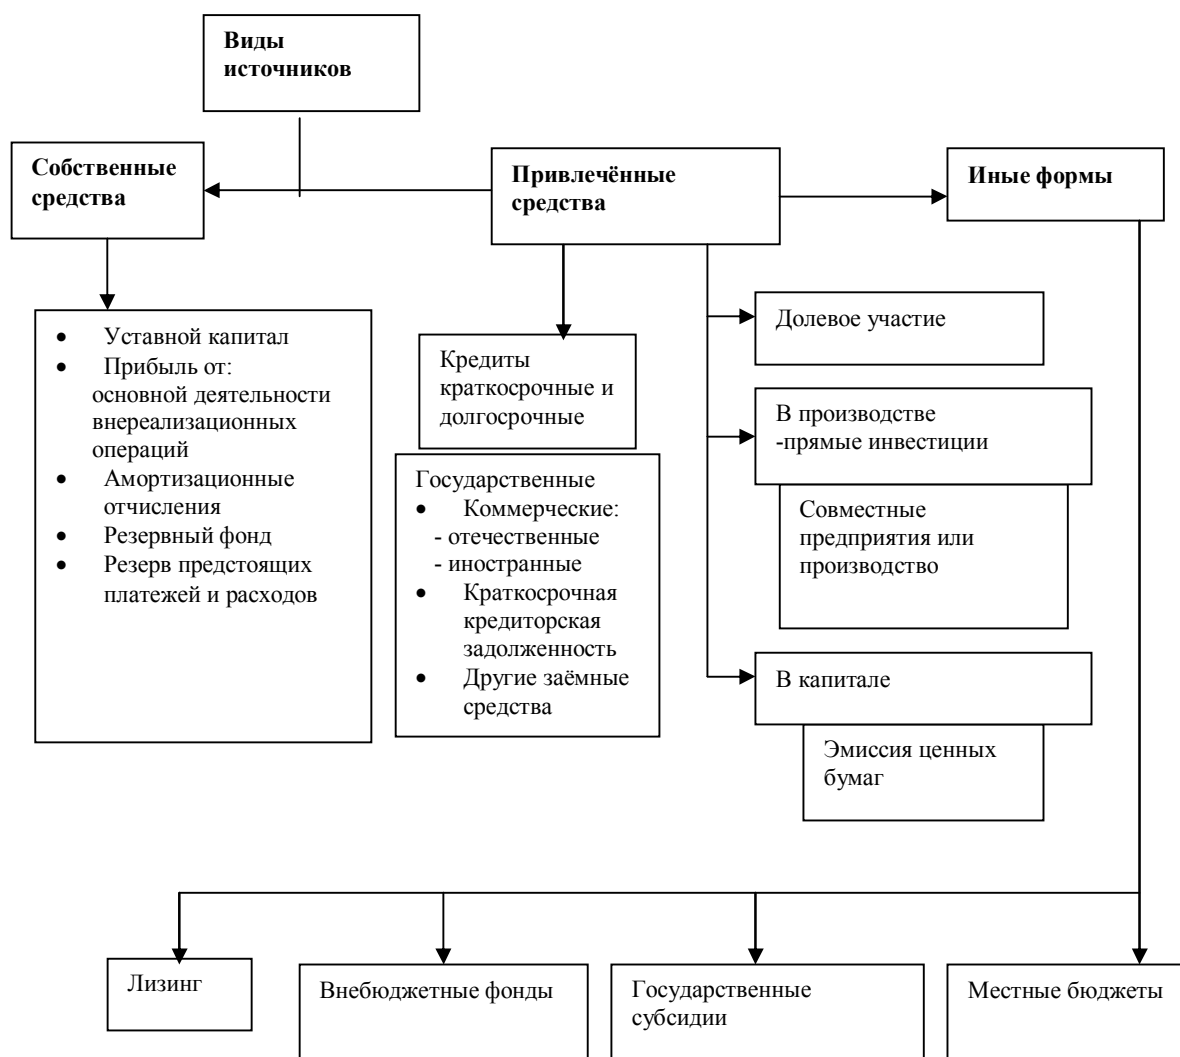 Виды
источников
Собственные
средства
Привлечённые
средства
Иные формы
• Уставной капитал
• Прибыль от:
основной деятельности
внереализационных
операций
• Амортизационные
отчисления
• Резервный фонд
• Резерв предстоящих
платежей и расходов
Кредиты
краткосрочные и
долгосрочные
Государственные
• Коммерческие:
- отечественные
- иностранные
• Краткосрочная
кредиторская
задолженность
• Другие заёмные
средства
Долевое участие
В производстве
-прямые инвестиции
Совместные
предприятия или
производство
В капитале
Эмиссия ценных
бумаг
Лизинг
Внебюджетные фонды
Государственные
субсидии
Местные бюджеты